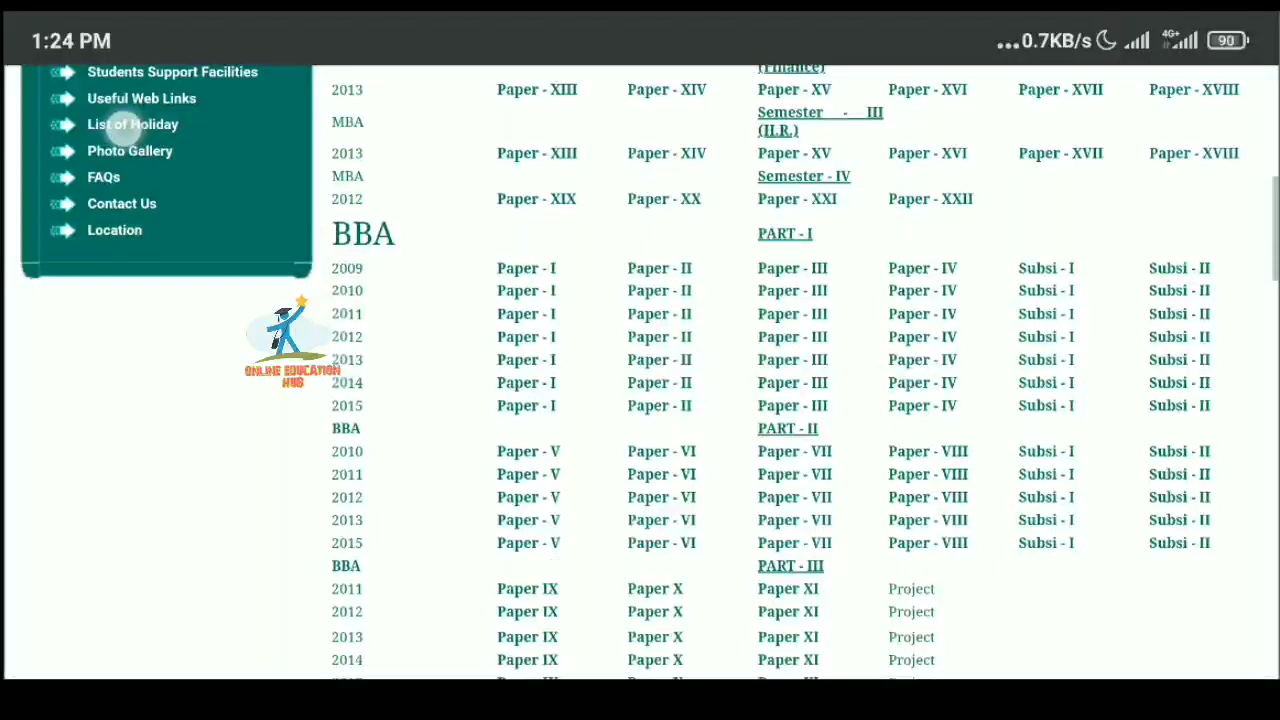 1:24 PM
...0.7KB/s 4G+ 90
Students Support Facilities
Useful Web Links
List of Holiday
Photo Gallery
FAQs
Contact Us
Location
ONLINE EDUCATION
HUB
(Finance)
2013 Paper - XIII Paper - XIV Paper - XV Paper - XVI Paper - XVII Paper - XVIII
MBA Semester - III
(H.R.)
2013 Paper - XIII Paper - XIV Paper - XV Paper - XVI Paper - XVII Paper - XVIII
MBA Semester - IV
2012 Paper - XIX Paper - XX Paper - XXI Paper - XXII
BBA PART - I
2009 Paper - I Paper - II Paper - III Paper - IV Subsi - I Subsi - II
2010 Paper - I Paper - II Paper - III Paper - IV Subsi - I Subsi - II
2011 Paper - I Paper - II Paper - III Paper - IV Subsi - I Subsi - II
2012 Paper - I Paper - II Paper - III Paper - IV Subsi - I Subsi - II
2013 Paper - I Paper - II Paper - III Paper - IV Subsi - I Subsi - II
2014 Paper - I Paper - II Paper - III Paper - IV Subsi - I Subsi - II
2015 Paper - I Paper - II Paper - III Paper - IV Subsi - I Subsi - II
BBA PART - II
2010 Paper - V Paper - VI Paper - VII Paper - VIII Subsi - I Subsi - II
2011 Paper - V Paper - VI Paper - VII Paper - VIII Subsi - I Subsi - II
2012 Paper - V Paper - VI Paper - VII Paper - VIII Subsi - I Subsi - II
2013 Paper - V Paper - VI Paper - VII Paper - VIII Subsi - I Subsi - II
2015 Paper - V Paper - VI Paper - VII Paper - VIII Subsi - I Subsi - II
BBA PART - III
2011 Paper IX Paper X Paper XI Project
2012 Paper IX Paper X Paper XI Project
2013 Paper IX Paper X Paper XI Project
2014 Paper IX Paper X Paper XI Project